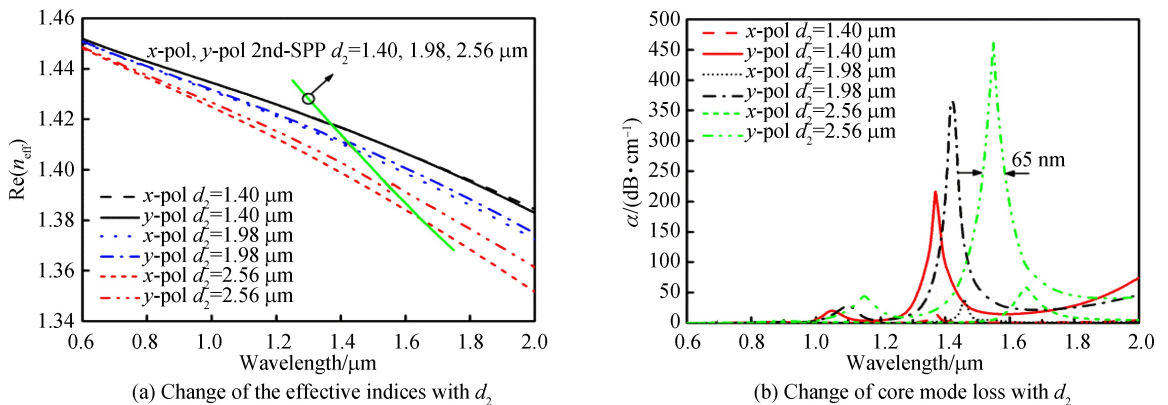 1.46
1.44
1.42
1.40
1.38
1.36
1.34
Re(n_eff)
x-pol, y-pol 2nd-SPP d₂=1.40, 1.98, 2.56 μm
x-pol d₂=1.40 μm
y-pol d₂=1.40 μm
x-pol d₂=1.98 μm
y-pol d₂=1.98 μm
x-pol d₂=2.56 μm
y-pol d₂=2.56 μm
0.6 0.8 1.0 1.2 1.4 1.6 1.8 2.0
Wavelength/μm
(a) Change of the effective indices with d₂
500
450
400
350
300
250
200
150
100
50
0
α/(dB·cm⁻¹)
x-pol d₂=1.40 μm
y-pol d₂=1.40 μm
x-pol d₂=1.98 μm
y-pol d₂=1.98 μm
x-pol d₂=2.56 μm
y-pol d₂=2.56 μm
65 nm
0.6 0.8 1.0 1.2 1.4 1.6 1.8 2.0
Wavelength/μm
(b) Change of core mode loss with d₂